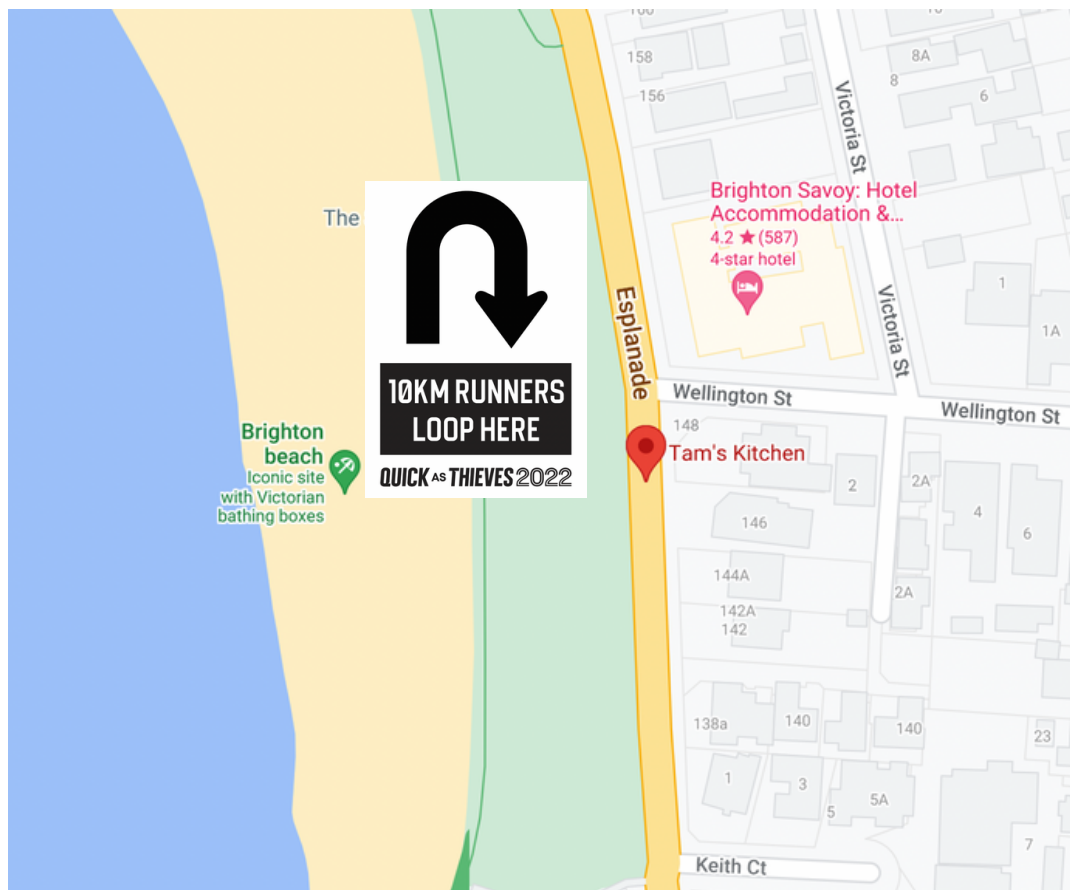 160
10
158
8A
8
156
6
Victoria St
Brighton Savoy: Hotel
Accommodation &...
4.2 ★ (587)
4-star hotel
The
Esplanade
Victoria St
1
1A
10KM RUNNERS
LOOP HERE
QUICK AS THIEVES 2022
Wellington St
Wellington St
148
Tam's Kitchen
Brighton
beach
Iconic site
with Victorian
bathing boxes
2
2A
4
6
146
144A
2A
142A
142
138a
140
140
23
1
3
5
5A
7
Keith Ct